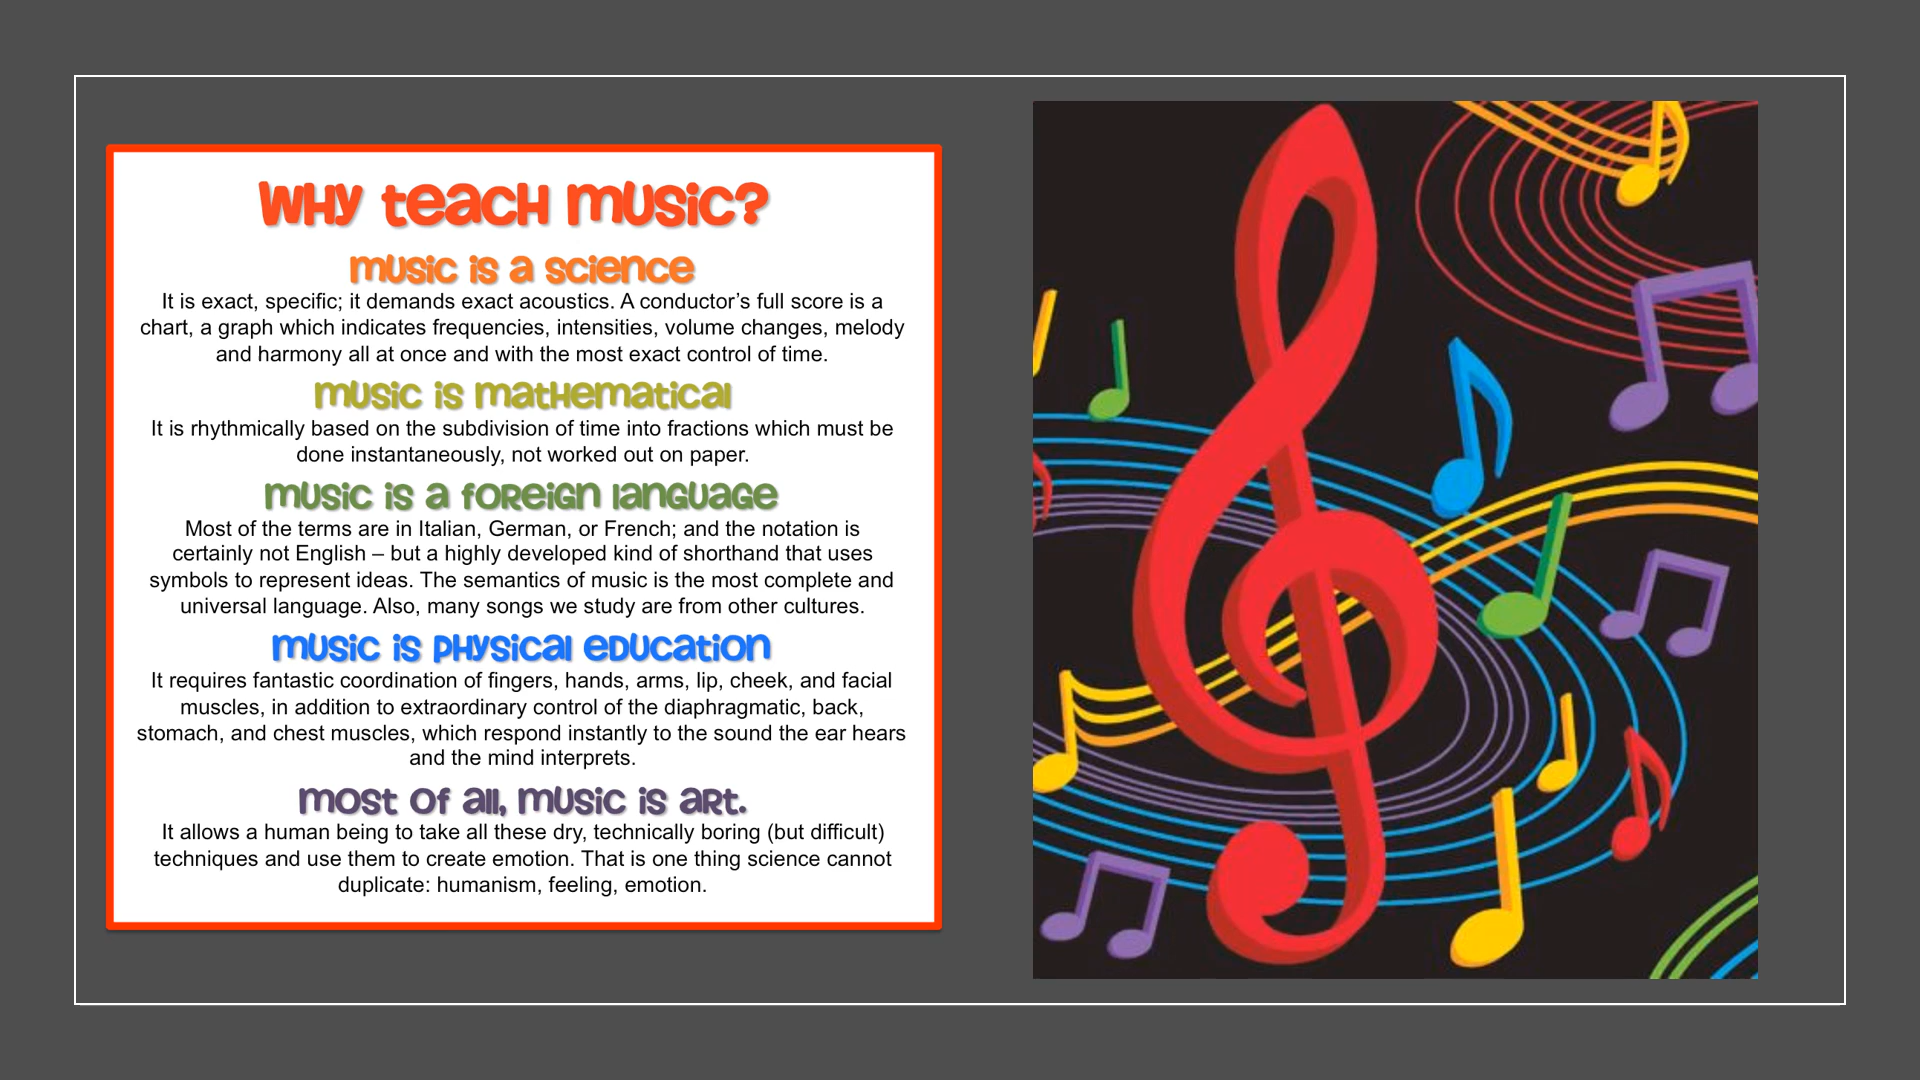 Why teach music?
music is a science
It is exact, specific; it demands exact acoustics. A conductor’s full score is a
chart, a graph which indicates frequencies, intensities, volume changes, melody
and harmony all at once and with the most exact control of time.
music is mathematical
It is rhythmically based on the subdivision of time into fractions which must be
done instantaneously, not worked out on paper.
music is a foreign language
Most of the terms are in Italian, German, or French; and the notation is
certainly not English – but a highly developed kind of shorthand that uses
symbols to represent ideas. The semantics of music is the most complete and
universal language. Also, many songs we study are from other cultures.
music is physical education
It requires fantastic coordination of fingers, hands, arms, lip, cheek, and facial
muscles, in addition to extraordinary control of the diaphragmatic, back,
stomach, and chest muscles, which respond instantly to the sound the ear hears
and the mind interprets.
most of all, music is art.
It allows a human being to take all these dry, technically boring (but difficult)
techniques and use them to create emotion. That is one thing science cannot
duplicate: humanism, feeling, emotion.